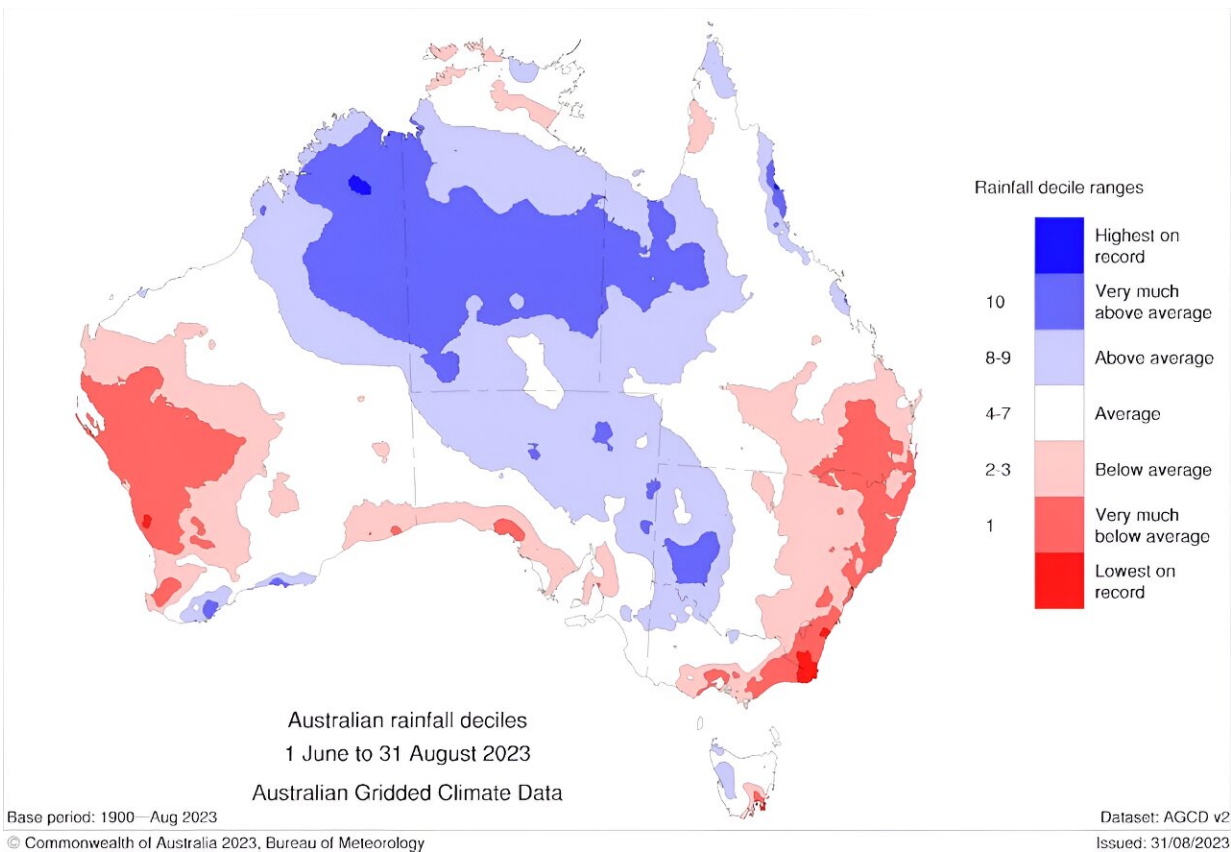 Rainfall decile ranges
Highest on
record
10
Very much
above average
8-9
Above average
4-7
Average
2-3
Below average
1
Very much
below average
Lowest on
record
Australian rainfall deciles
1 June to 31 August 2023
Australian Gridded Climate Data
Base period: 1900—Aug 2023
Dataset: AGCD v2
© Commonwealth of Australia 2023, Bureau of Meteorology
Issued: 31/08/2023